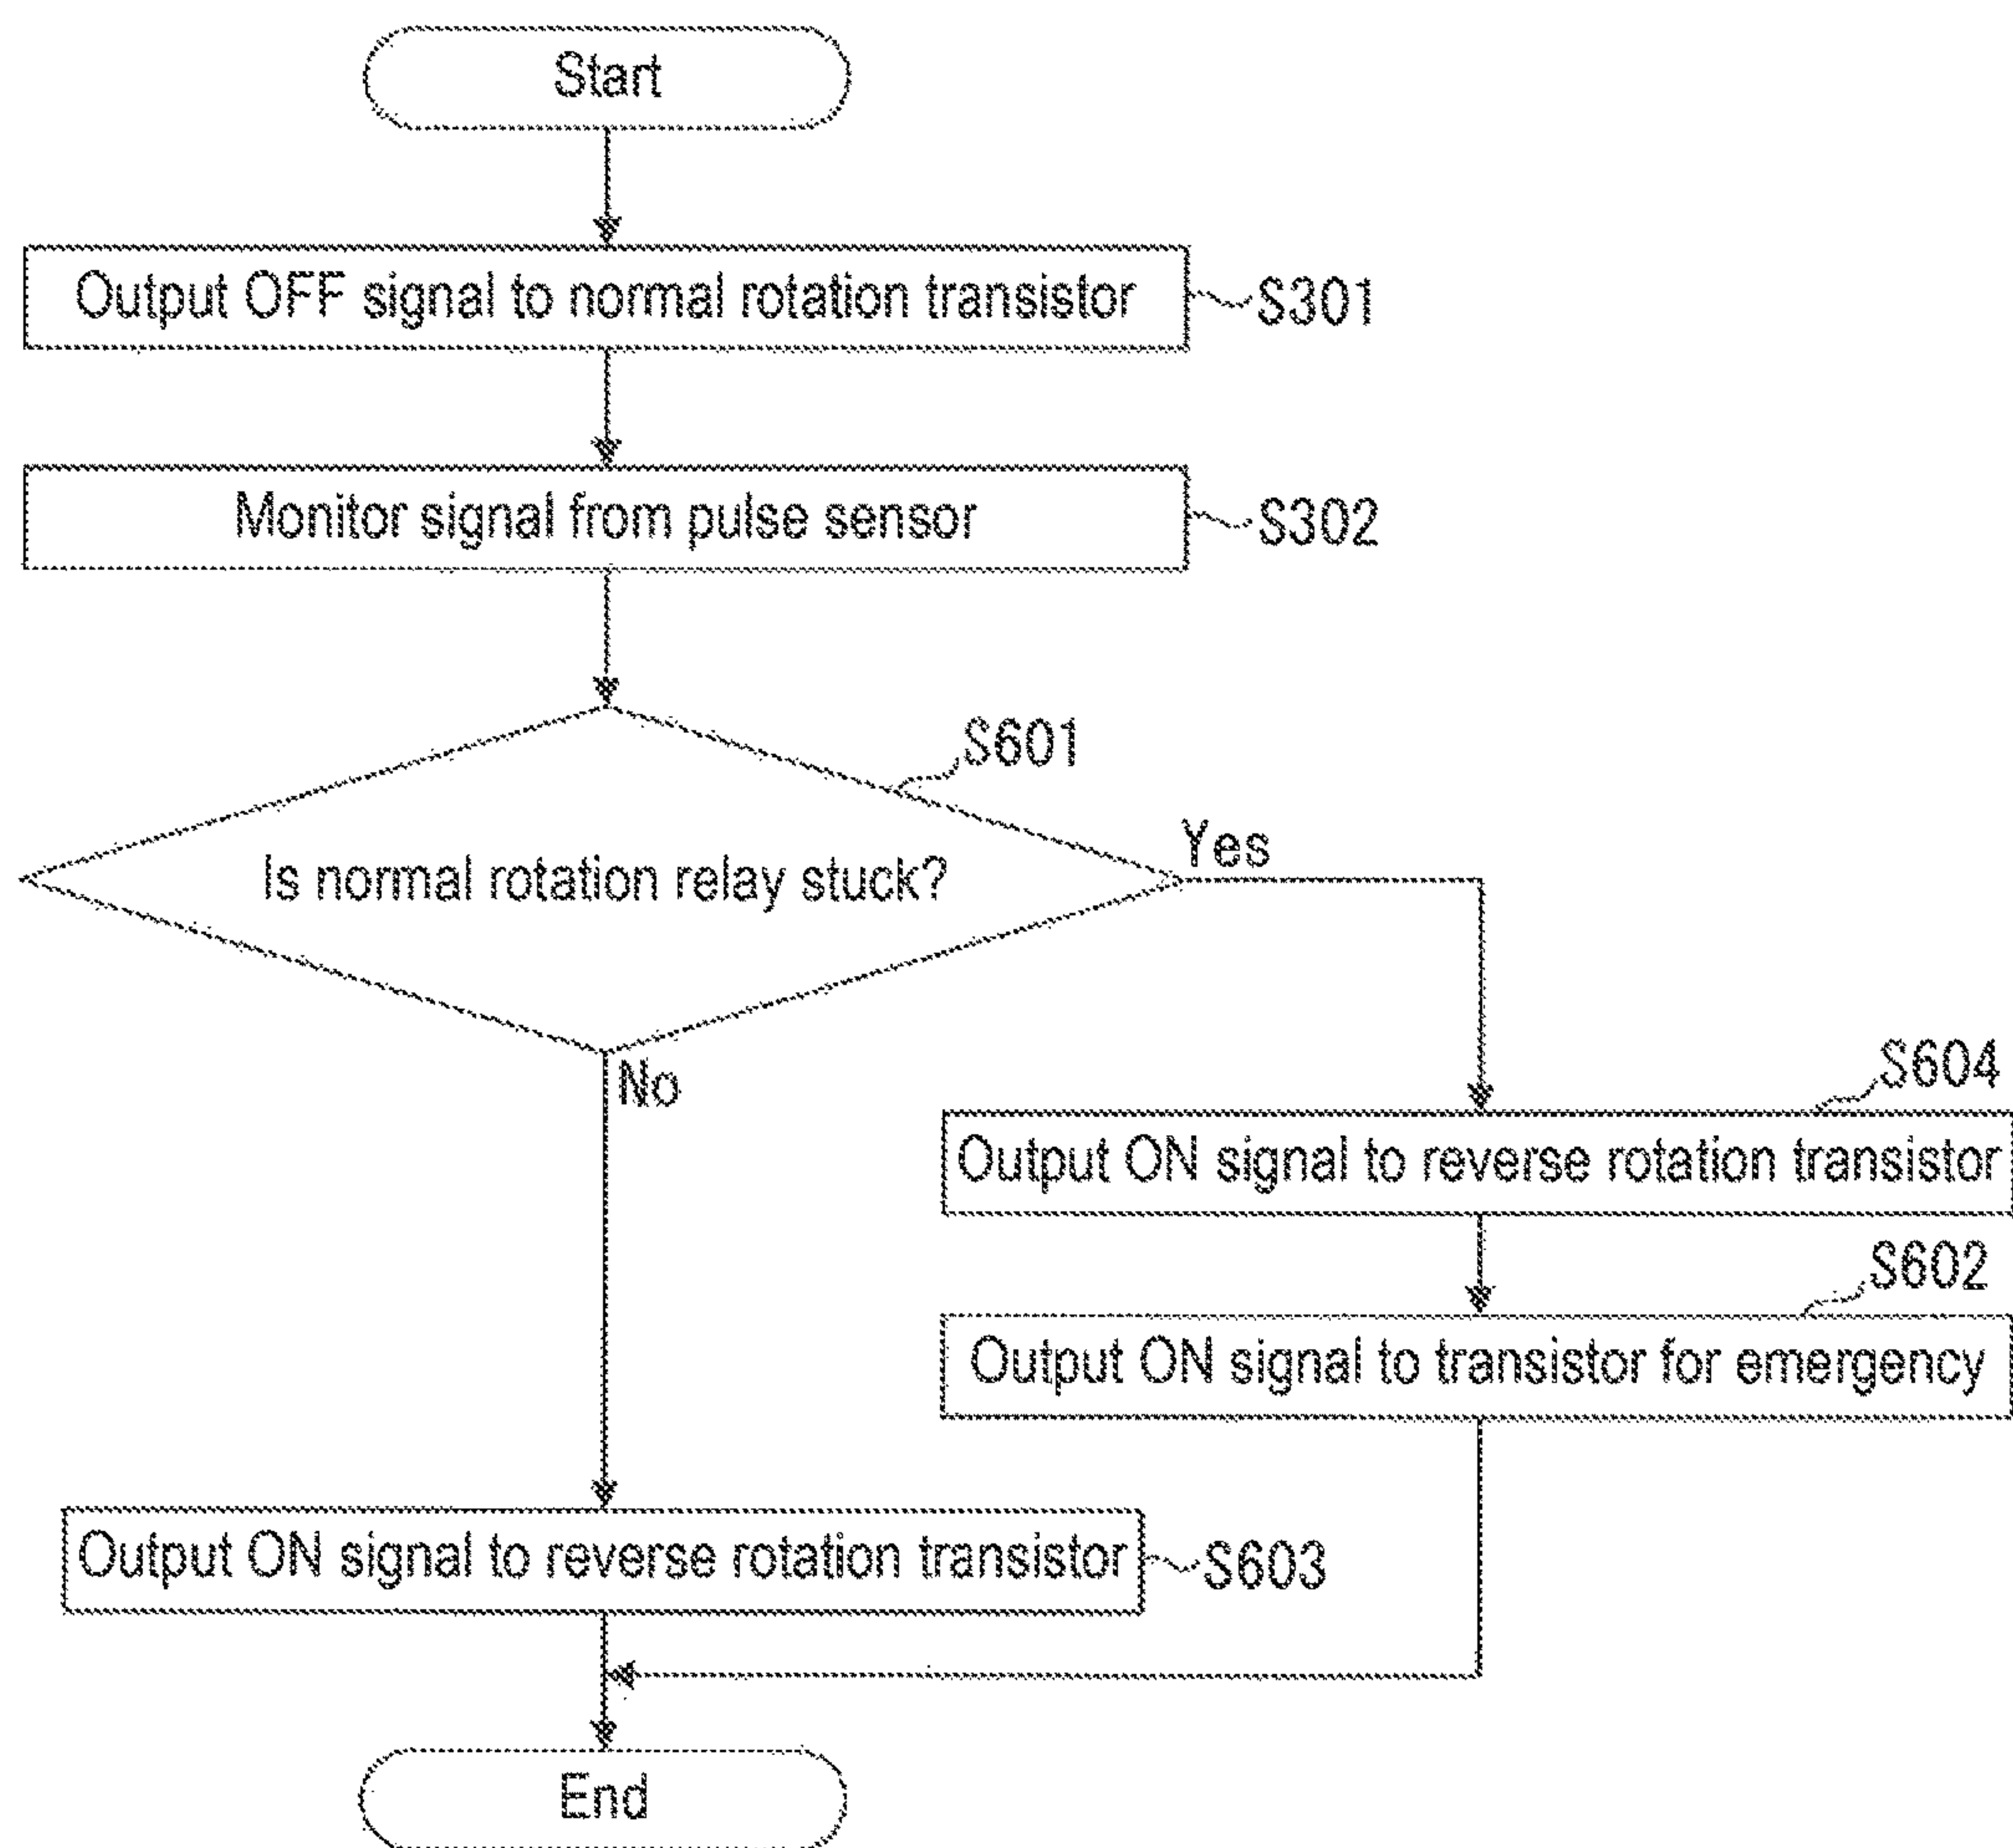 Start
Output OFF signal to normal rotation transistor
S301
Monitor signal from pulse sensor
S302
S601
Is normal rotation relay stuck?
Yes
No
S604
Output ON signal to reverse rotation transistor
S602
Output ON signal to transistor for emergency
Output ON signal to reverse rotation transistor
S603
End